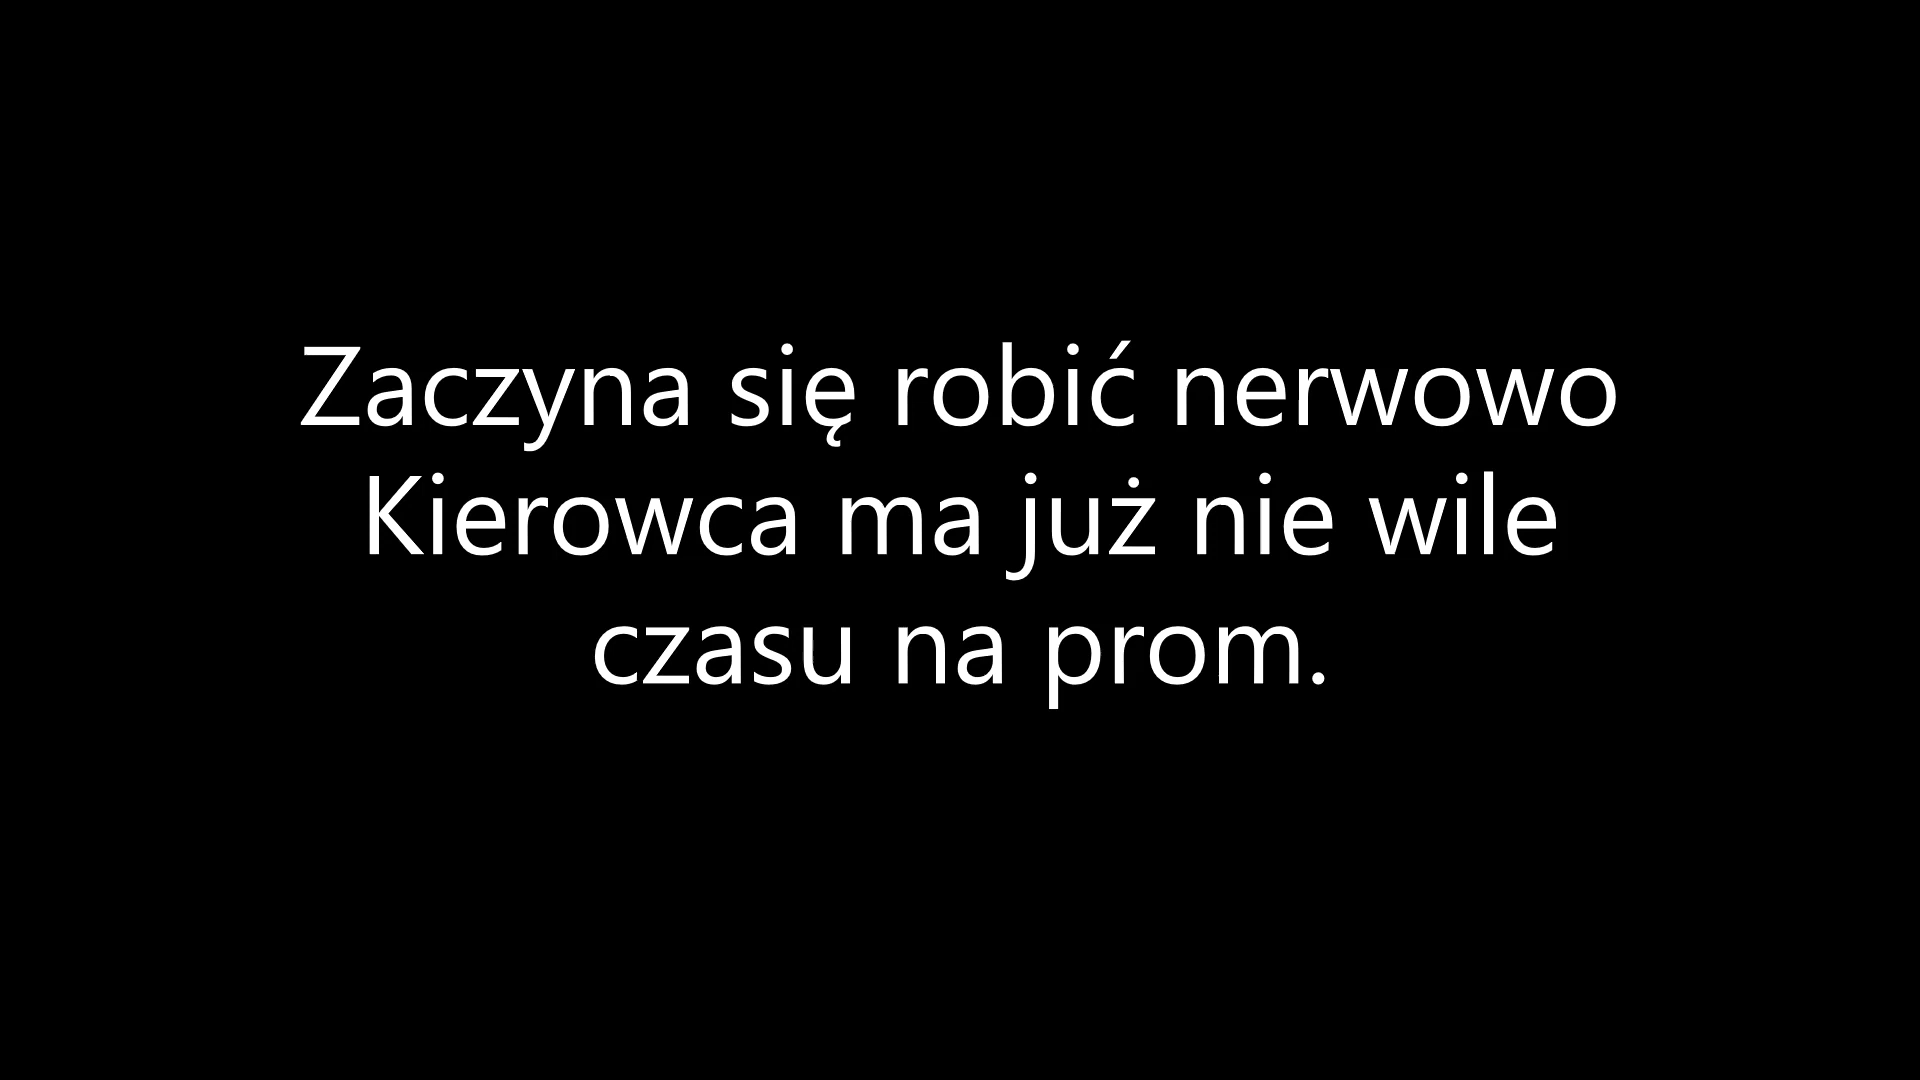 Zaczyna się robić nerwowo
Kierowca ma już nie wile
czasu na prom.